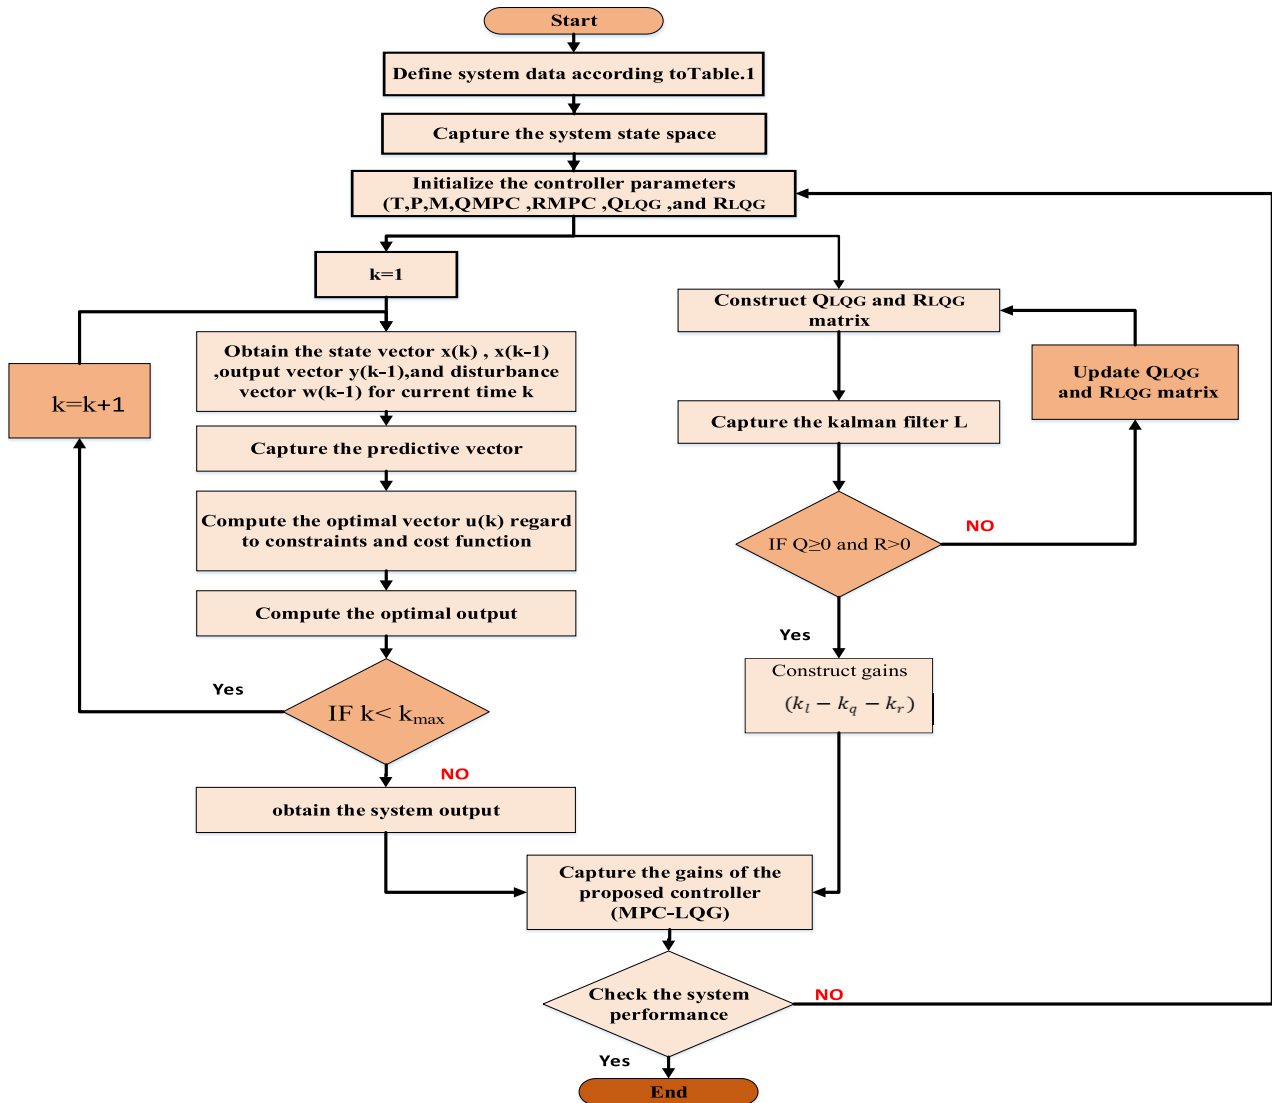 Start
Define system data according toTable.1
Capture the system state space
Initialize the controller parameters
(T,P,M,QMPC ,RMPC ,QLQG ,and RLQG
k=1
Obtain the state vector x(k) , x(k-1)
,output vector y(k-1),and disturbance
vector w(k-1) for current time k
Capture the predictive vector
Compute the optimal vector u(k) regard
to constraints and cost function
Compute the optimal output
IF k< kmax
Yes
k=k+1
NO
obtain the system output
Construct QLQG and RLQG
matrix
Capture the kalman filter L
IF Q≥0 and R>0
NO
Update QLQG
and RLQG matrix
Yes
Construct gains
(kl − kq − kr)
Capture the gains of the
proposed controller
(MPC-LQG)
Check the system
performance
NO
Yes
End